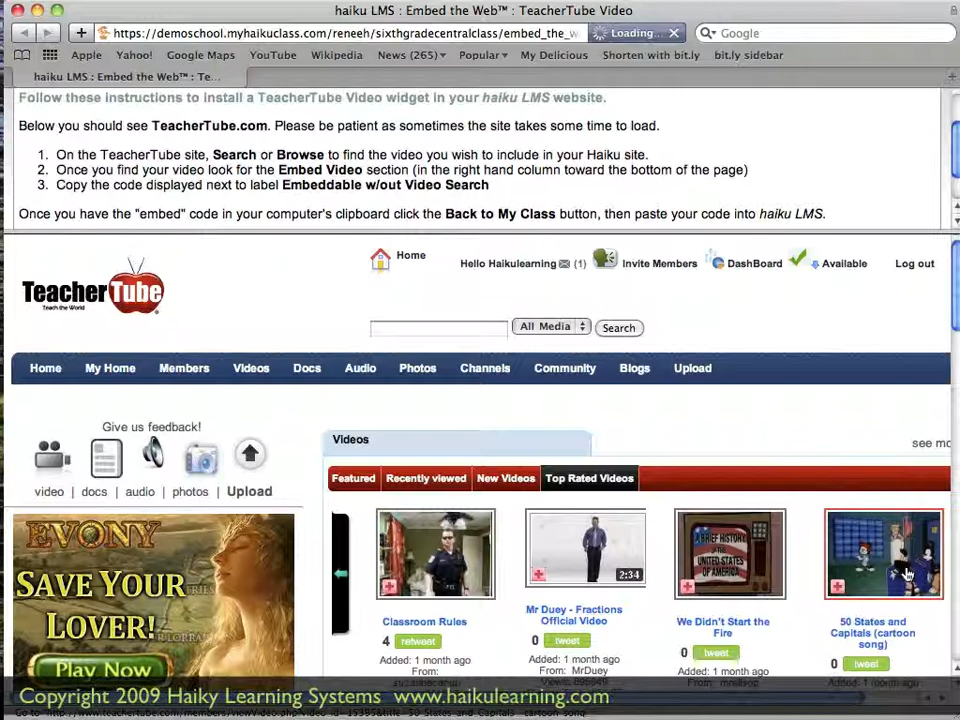 haiku LMS : Embed the Web™ : TeacherTube Video
https://demoschool.myhaikuclass.com/reneeh/sixthgradecentralclass/embed_the_w
Loading...
Google
Apple Yahoo! Google Maps YouTube Wikipedia News (265) Popular My Delicious Shorten with bit.ly bit.ly sidebar
haiku LMS : Embed the Web™ : Te...
Follow these instructions to install a TeacherTube Video widget in your haiku LMS website.
Below you should see TeacherTube.com. Please be patient as sometimes the site takes some time to load.
1. On the TeacherTube site, Search or Browse to find the video you wish to include in your Haiku site.
2. Once you find your video look for the Embed Video section (in the right hand column toward the bottom of the page)
3. Copy the code displayed next to label Embeddable w/out Video Search
Once you have the "embed" code in your computer's clipboard click the Back to My Class button, then paste your code into haiku LMS.
TeacherTube
Teach the World
Home
Hello Haikulearning (1) Invite Members DashBoard Available Log out
All Media Search
Home My Home Members Videos Docs Audio Photos Channels Community Blogs Upload
Give us feedback!
video | docs | audio | photos | Upload
Videos
see mo
Featured Recently viewed New Videos Top Rated Videos
EVONY
SAVE YOUR
LOVER!
Play Now
A BRIEF HISTORY
UNITED STATES
OF AMERICA
2:34
Classroom Rules
4 retweet
Added: 1 month ago
From:
Mr Duey - Fractions
Official Video
0 tweet
Added: 1 month ago
From: MrDuey
We Didn't Start the
Fire
0 tweet
Added: 1 month ago
50 States and
Capitals (cartoon
song)
0 tweet
Added: 1 month ago
Copyright 2009 Haiky Learning Systems www.haikulearning.com